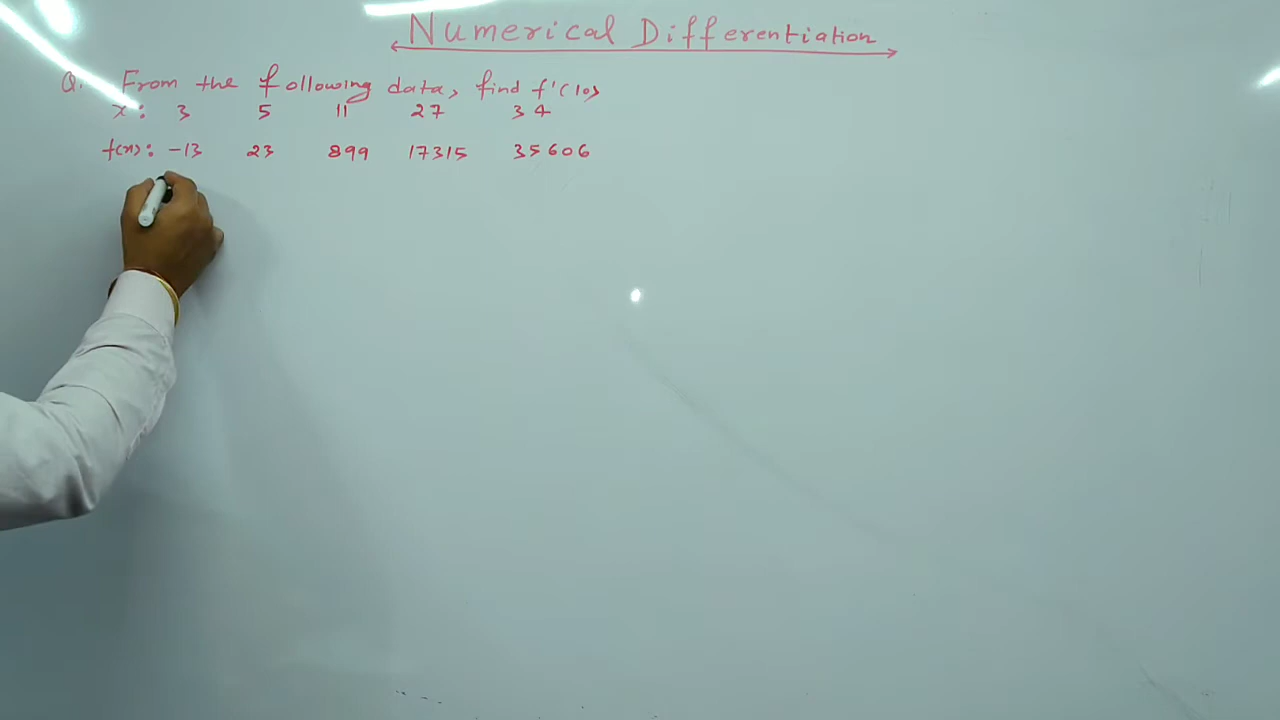 Numerical Differentiation
Q. From the following data, find f'(10)
x: 3 5 11 27 34
f(x): -13 23 899 17315 35606